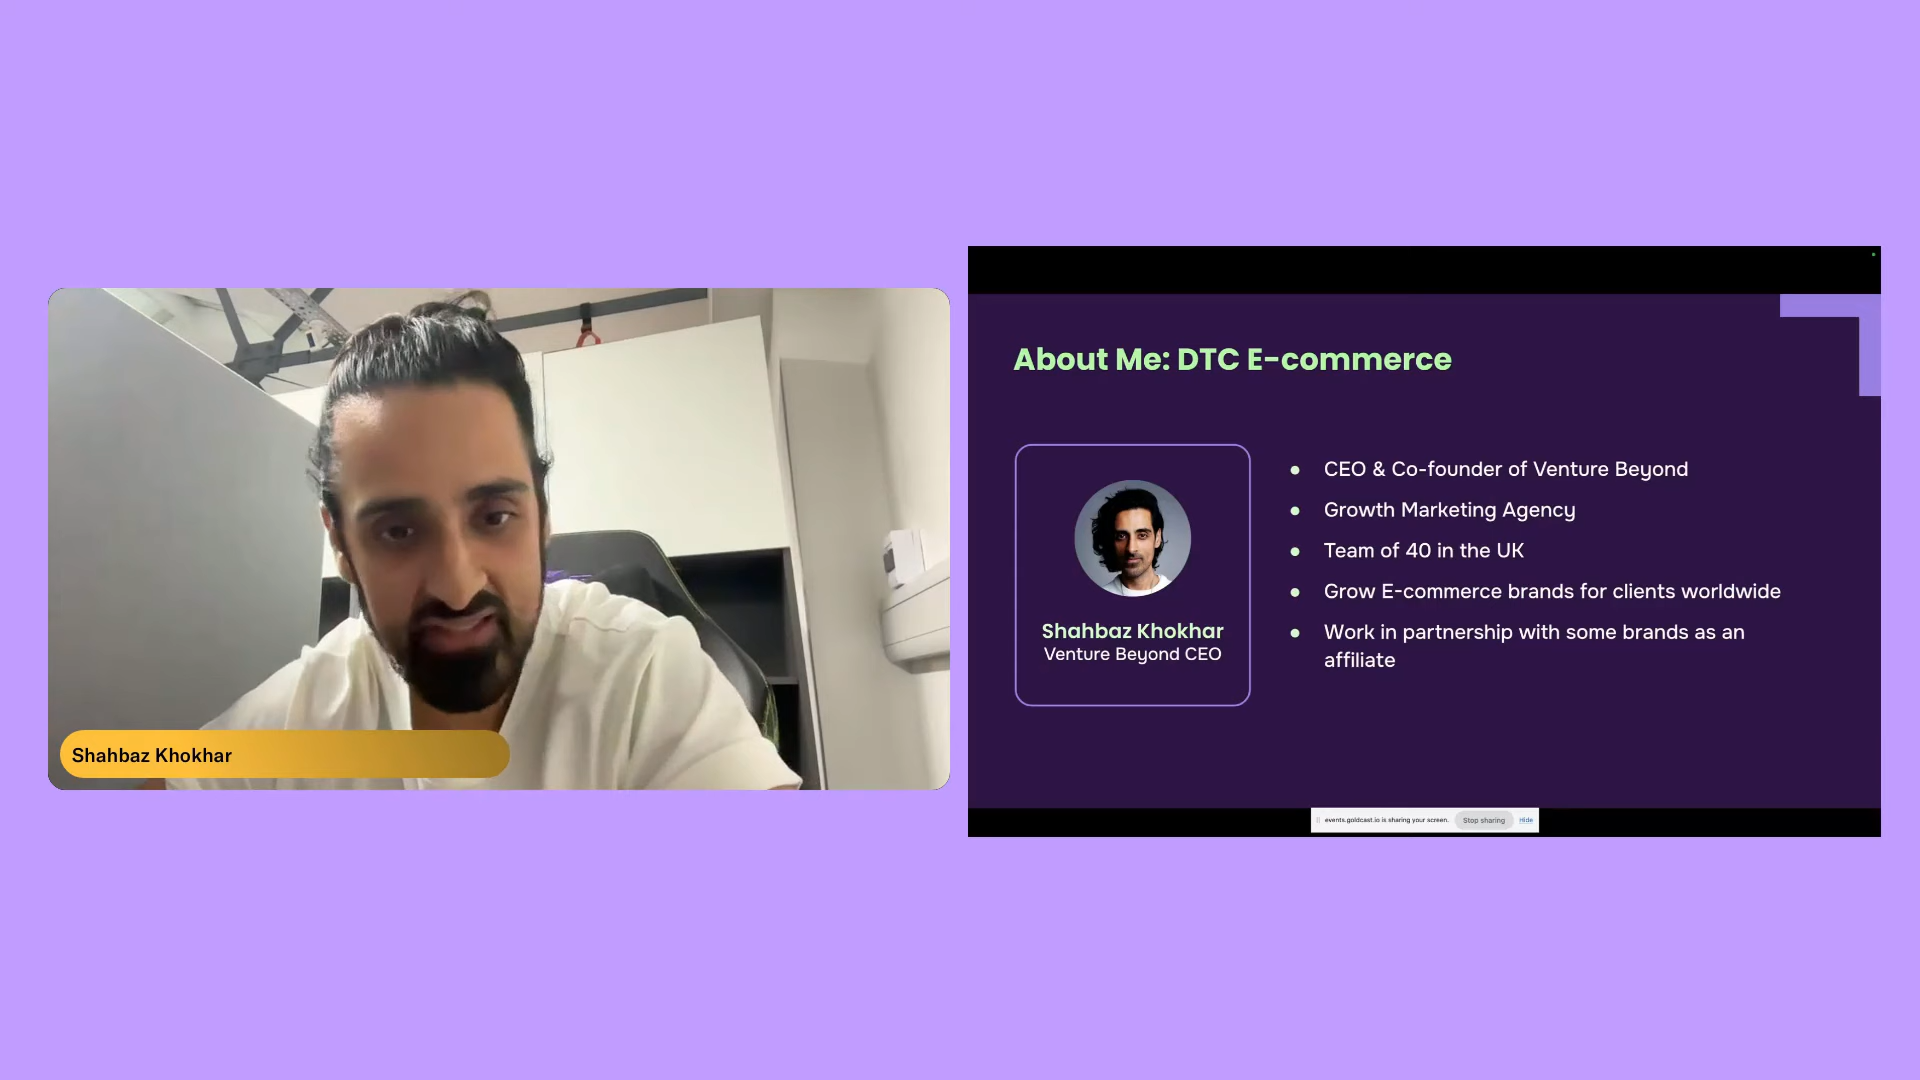 Shahbaz Khokhar
About Me: DTC E-commerce
Shahbaz Khokhar
Venture Beyond CEO
● CEO & Co-founder of Venture Beyond
● Growth Marketing Agency
● Team of 40 in the UK
● Grow E-commerce brands for clients worldwide
● Work in partnership with some brands as an
affiliate
events.goldcast.io is sharing your screen. Stop sharing Hide